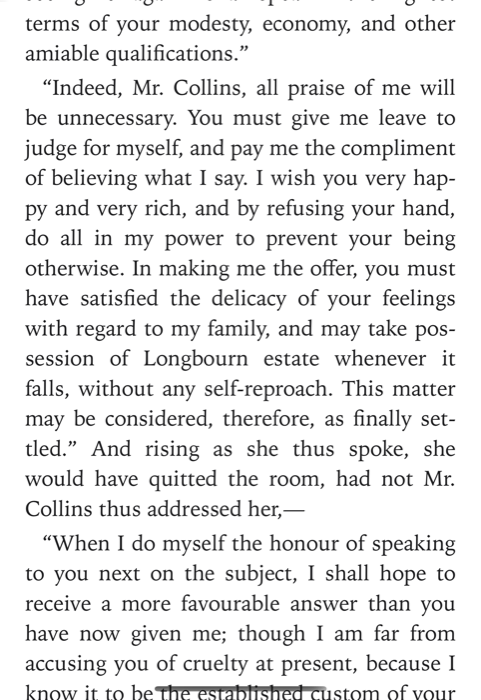 terms of your modesty, economy, and other
amiable qualifications.”
“Indeed, Mr. Collins, all praise of me will
be unnecessary. You must give me leave to
judge for myself, and pay me the compliment
of believing what I say. I wish you very hap-
py and very rich, and by refusing your hand,
do all in my power to prevent your being
otherwise. In making me the offer, you must
have satisfied the delicacy of your feelings
with regard to my family, and may take pos-
session of Longbourn estate whenever it
falls, without any self-reproach. This matter
may be considered, therefore, as finally set-
tled.” And rising as she thus spoke, she
would have quitted the room, had not Mr.
Collins thus addressed her,—
“When I do myself the honour of speaking
to you next on the subject, I shall hope to
receive a more favourable answer than you
have now given me; though I am far from
accusing you of cruelty at present, because I
know it to be the established custom of your